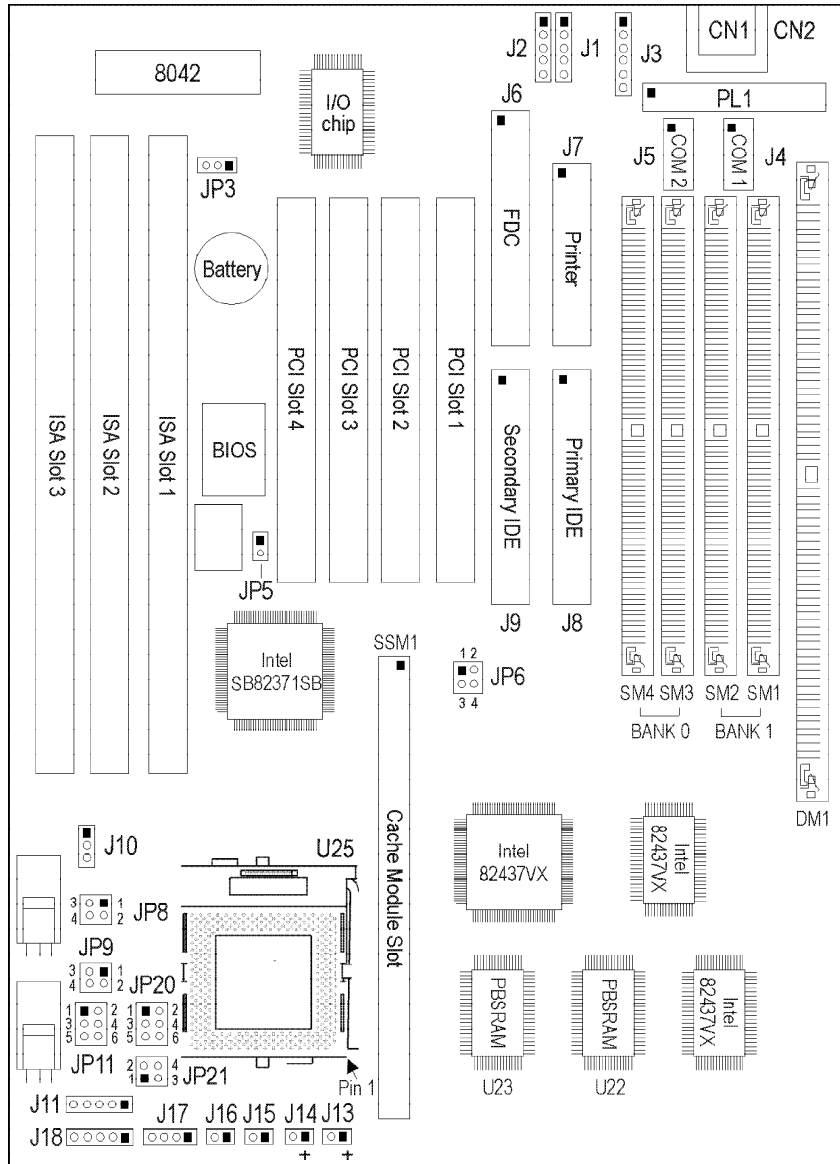 CN1
CN2
J2
J1
J3
8042
I/O
chip
J6
PL1
J7
J5
COM 2
COM 1
J4
JP3
FDC
Printer
Battery
ISA Slot 3
ISA Slot 2
ISA Slot 1
BIOS
PCI Slot 4
PCI Slot 3
PCI Slot 2
PCI Slot 1
Secondary IDE
Primary IDE
JP5
J9
J8
SSM1
Intel
SB82371SB
1 2
JP6
3 4
SM4
SM3
SM2
SM1
BANK 0
BANK 1
DM1
J10
U25
Cache Module Slot
Intel
82437VX
Intel
82437VX
3 1
JP8
4 2
JP9
3 1
4 2
JP20
1 2
3 4
5 6
1 2
3 4
5 6
JP11
2 4
1 3
JP21
Pin 1
PBSRAM
PBSRAM
Intel
82437VX
U23
U22
J11
J18
J17
J16
J15
J14
J13
+
+